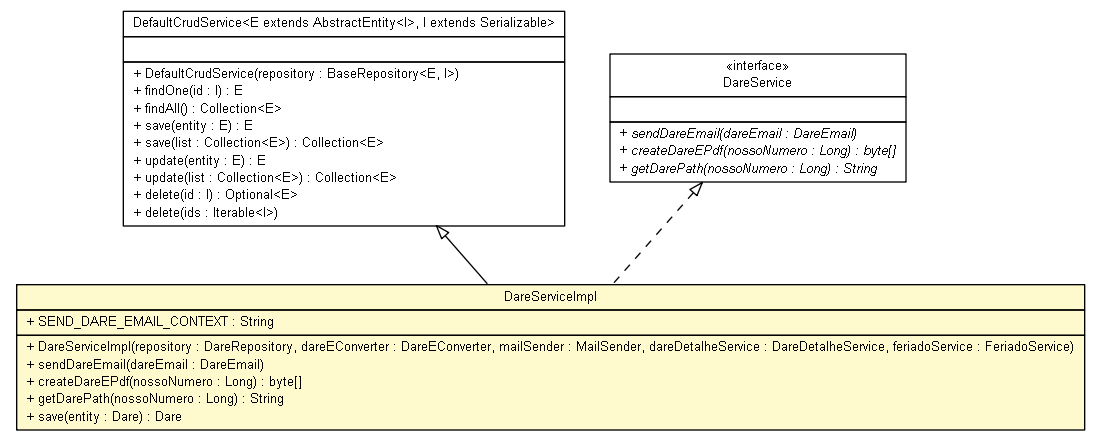 DefaultCrudService<E extends AbstractEntity<I>, I extends Serializable>
+ DefaultCrudService(repository : BaseRepository<E, I>)
+ findOne(id : I) : E
+ findAll() : Collection<E>
+ save(entity : E) : E
+ save(list : Collection<E>) : Collection<E>
+ update(entity : E) : E
+ update(list : Collection<E>) : Collection<E>
+ delete(id : I) : Optional<E>
+ delete(ids : Iterable<I>)
«interface»
DareService
+ sendDareEmail(dareEmail : DareEmail)
+ createDareEPdf(nossoNumero : Long) : byte[]
+ getDarePath(nossoNumero : Long) : String
DareServiceImpl
+ SEND_DARE_EMAIL_CONTEXT : String
+ DareServiceImpl(repository : DareRepository, dareEConverter : DareEConverter, mailSender : MailSender, dareDetalheService : DareDetalheService, feriadoService : FeriadoService)
+ sendDareEmail(dareEmail : DareEmail)
+ createDareEPdf(nossoNumero : Long) : byte[]
+ getDarePath(nossoNumero : Long) : String
+ save(entity : Dare) : Dare